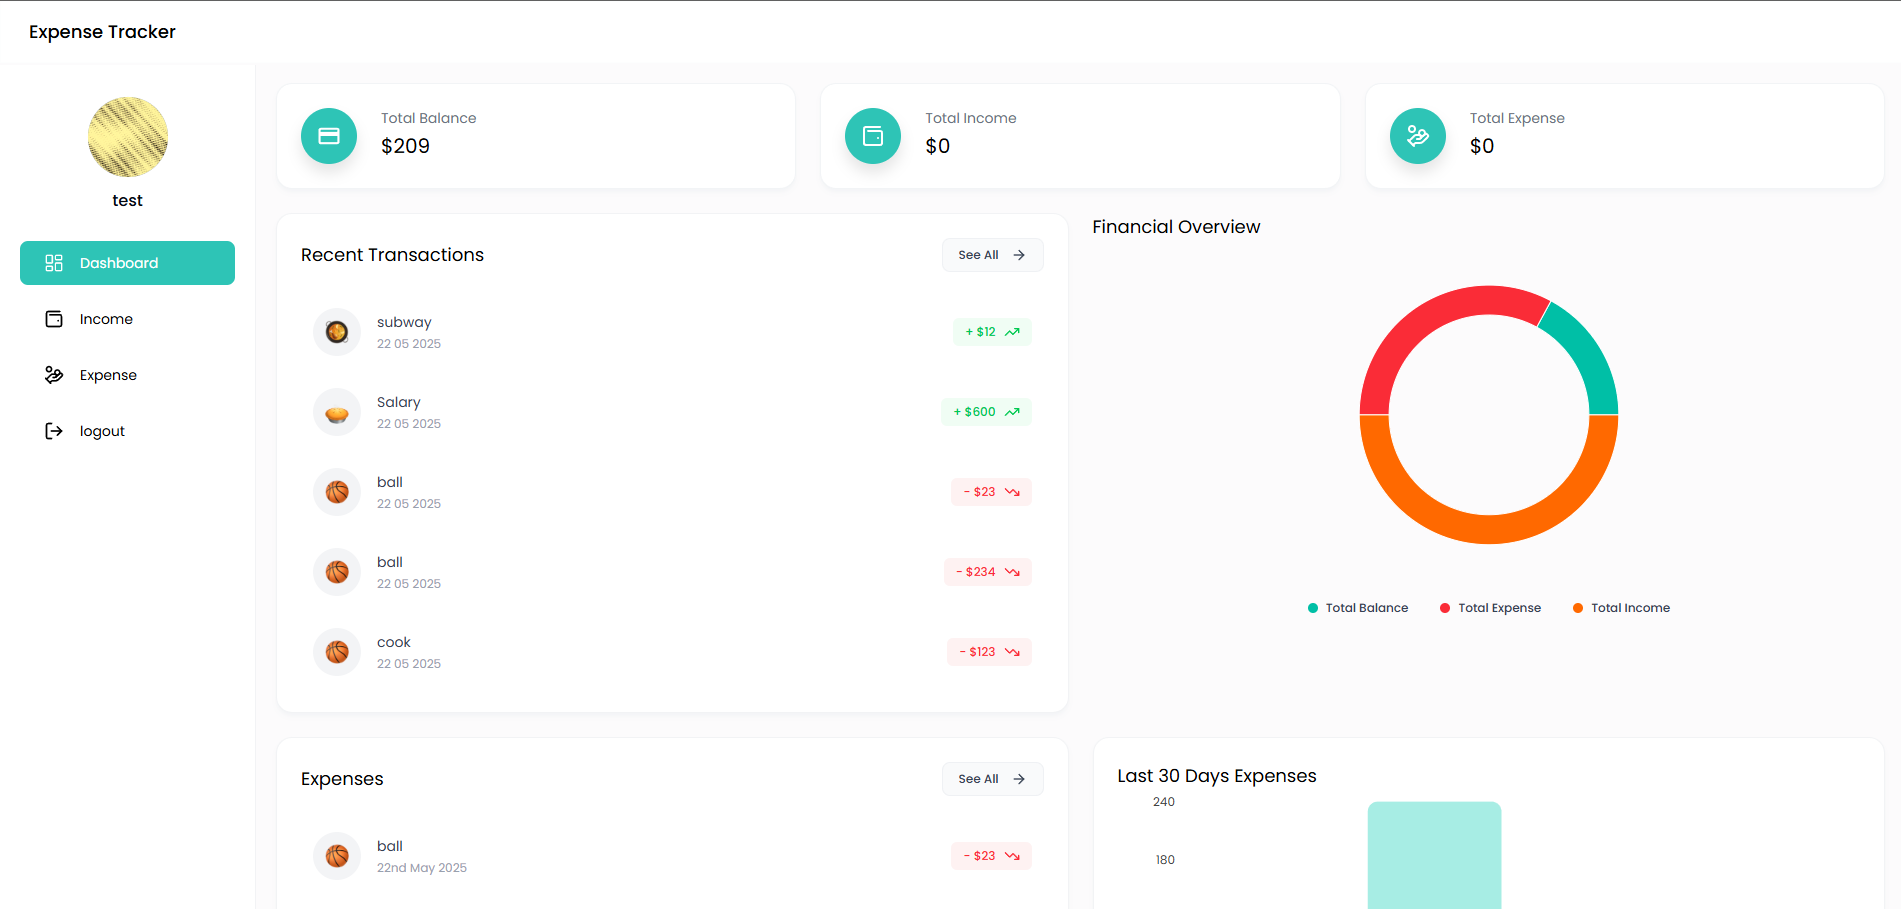 Expense Tracker
test
Dashboard
Income
Expense
logout
Total Balance
$209
Total Income
$0
Total Expense
$0
Recent Transactions
See All
subway
22 05 2025
+ $12
Salary
22 05 2025
+ $600
ball
22 05 2025
- $23
ball
22 05 2025
- $234
cook
22 05 2025
- $123
Financial Overview
Total Balance
Total Expense
Total Income
Expenses
See All
ball
22nd May 2025
- $23
Last 30 Days Expenses
240
180